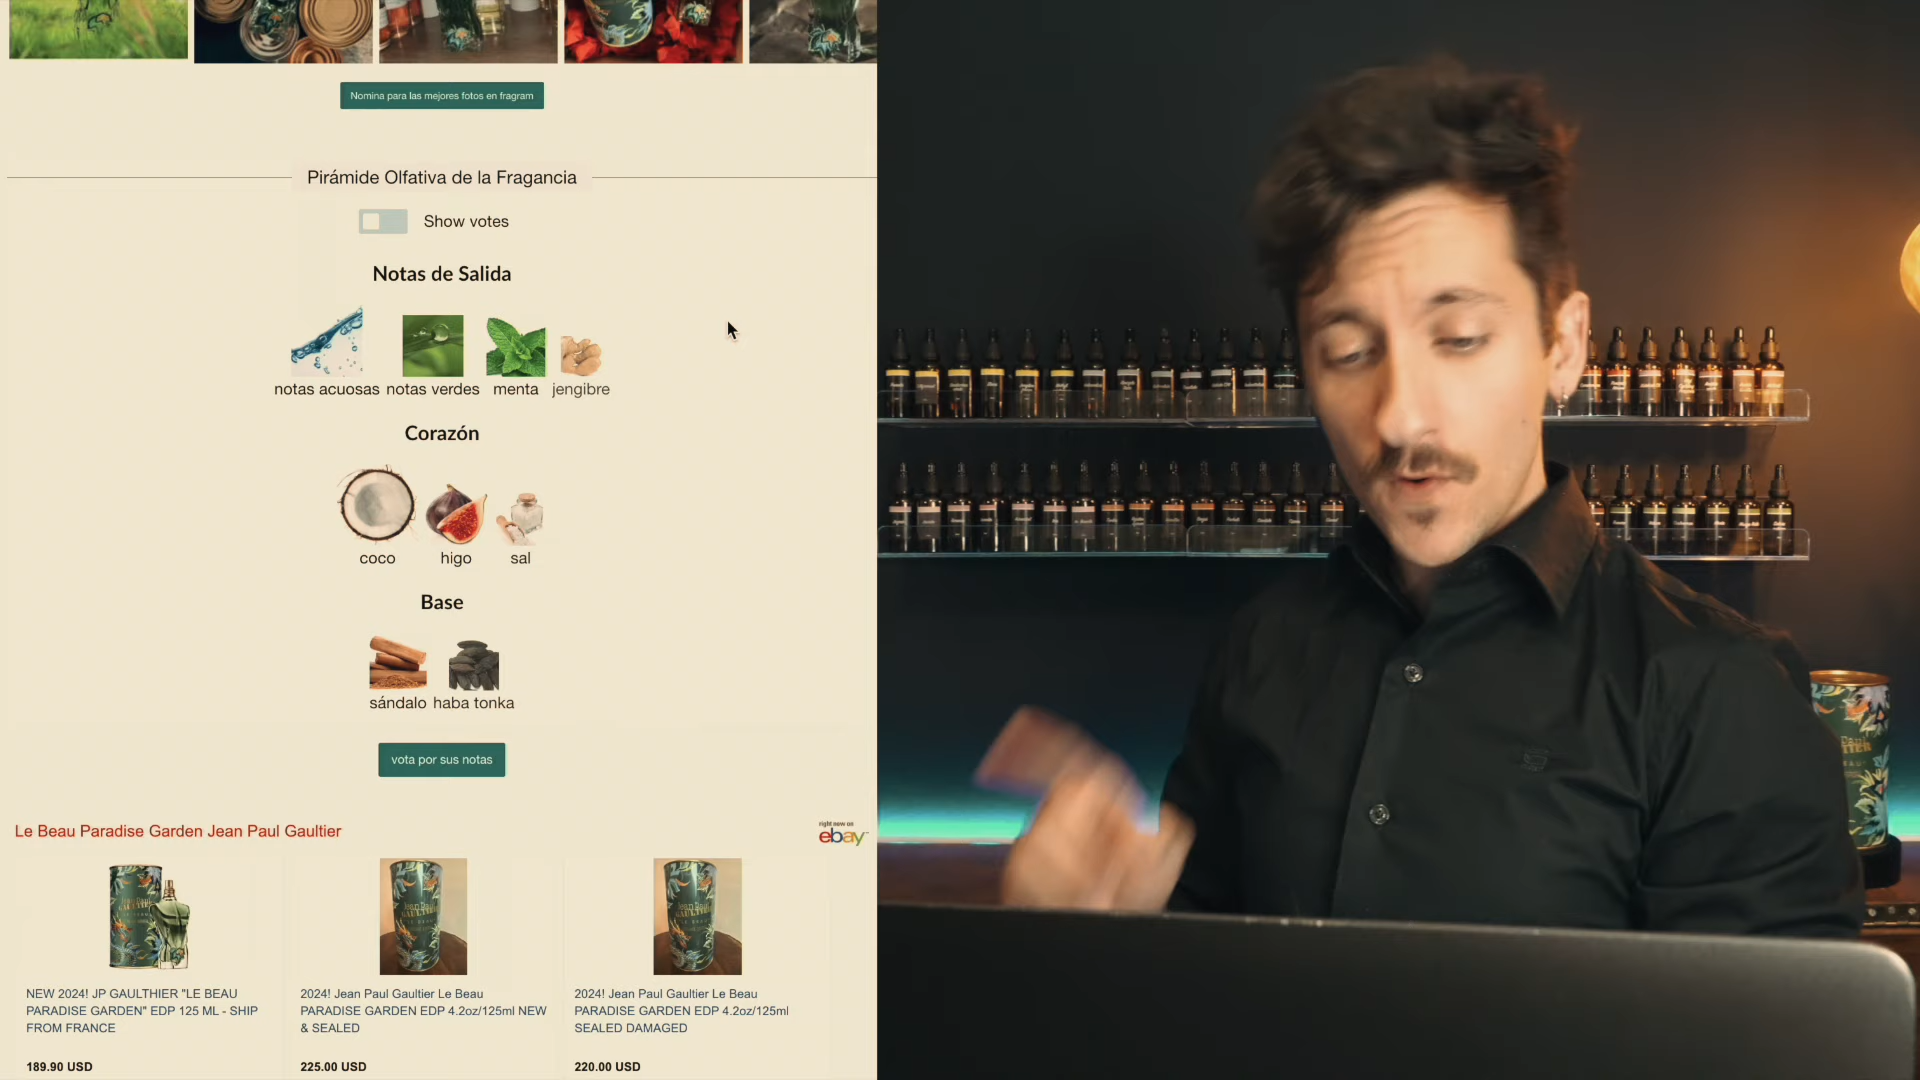 Nomina para las mejores fotos en fragram
Pirámide Olfativa de la Fragancia
Show votes
Notas de Salida
notas acuosas notas verdes menta jengibre
Corazón
coco higo sal
Base
sándalo haba tonka
vota por sus notas
Le Beau Paradise Garden Jean Paul Gaultier
right now on
ebay
NEW 2024! JP GAULTHIER "LE BEAU
PARADISE GARDEN" EDP 125 ML - SHIP
FROM FRANCE
189.90 USD
2024! Jean Paul Gaultier Le Beau
PARADISE GARDEN EDP 4.2oz/125ml NEW
& SEALED
225.00 USD
2024! Jean Paul Gaultier Le Beau
PARADISE GARDEN EDP 4.2oz/125ml
SEALED DAMAGED
220.00 USD